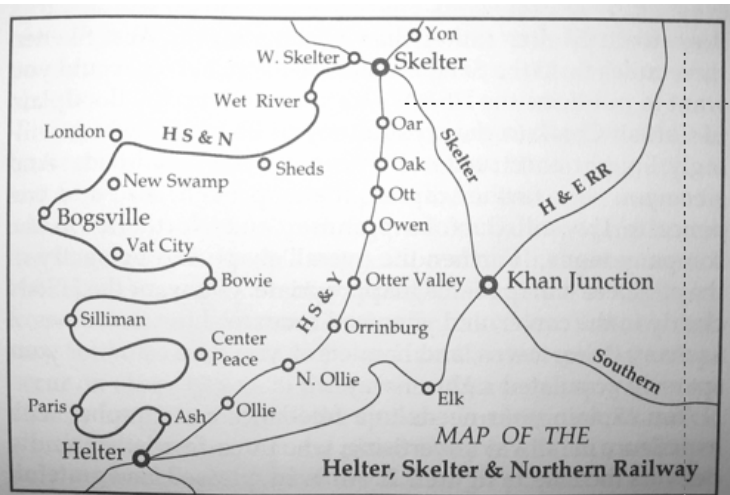 Yon
W. Skelter
Skelter
Wet River
Oar
London
H S & N
Skelter
Sheds
Oak
New Swamp
Ott
H & E RR
Bogsville
Owen
Vat City
Bowie
Otter Valley
Khan Junction
H S & Y
Silliman
Orrinburg
Center
Peace
N. Ollie
Southern
Elk
Paris
Ash
Ollie
Helter
MAP OF THE
Helter, Skelter & Northern Railway